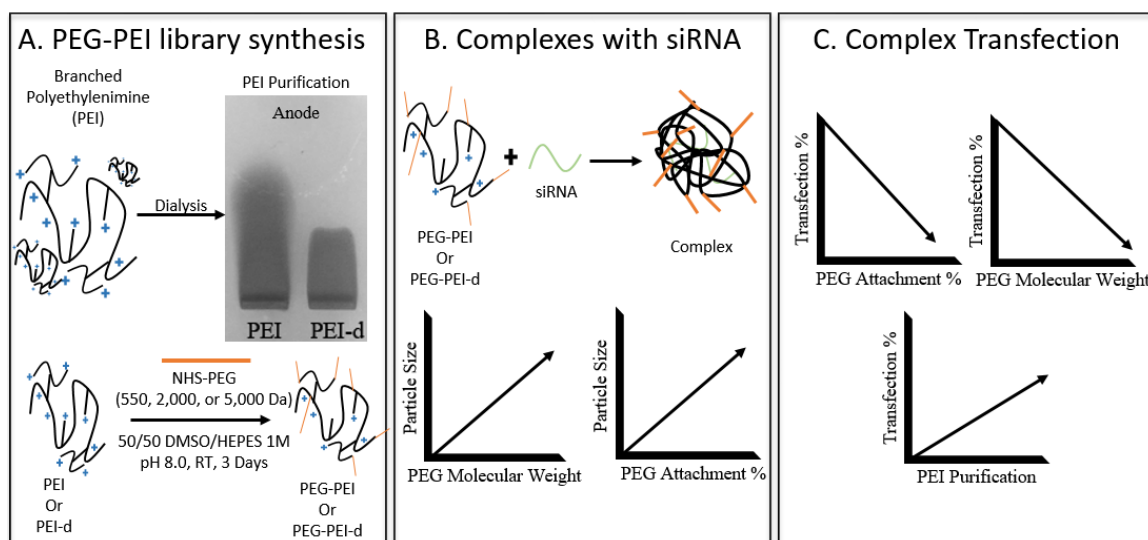 A. PEG-PEI library synthesis
Branched
Polyethylenimine
(PEI)
PEI Purification
Anode
Dialysis
PEI
PEI-d
NHS-PEG
(550, 2,000, or 5,000 Da)
50/50 DMSO/HEPES 1M
pH 8.0, RT, 3 Days
PEI
Or
PEI-d
PEG-PEI
Or
PEG-PEI-d
B. Complexes with siRNA
+
siRNA
PEG-PEI
Or
PEG-PEI-d
Complex
Particle Size
PEG Molecular Weight
Particle Size
PEG Attachment %
C. Complex Transfection
Transfection %
PEG Attachment %
Transfection %
PEG Molecular Weight
Transfection %
PEI Purification